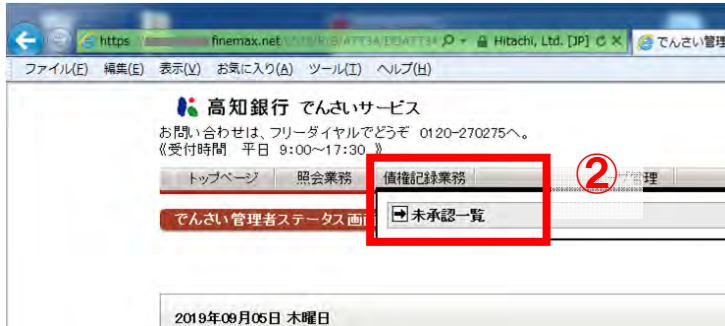 https finemax.net Hitachi, Ltd. [JP] でんさい管理
ファイル(F) 編集(E) 表示(V) お気に入り(A) ツール(T) ヘルプ(H)
高知銀行 でんさいサービス
お問い合わせは、フリーダイヤルでどうぞ 0120-270275へ。
《受付時間 平日 9:00~17:30 》
トップページ 照会業務 債権記録業務 ② 管理
でんさい管理者ステータス画面
未承認一覧
2019年09月05日 木曜日